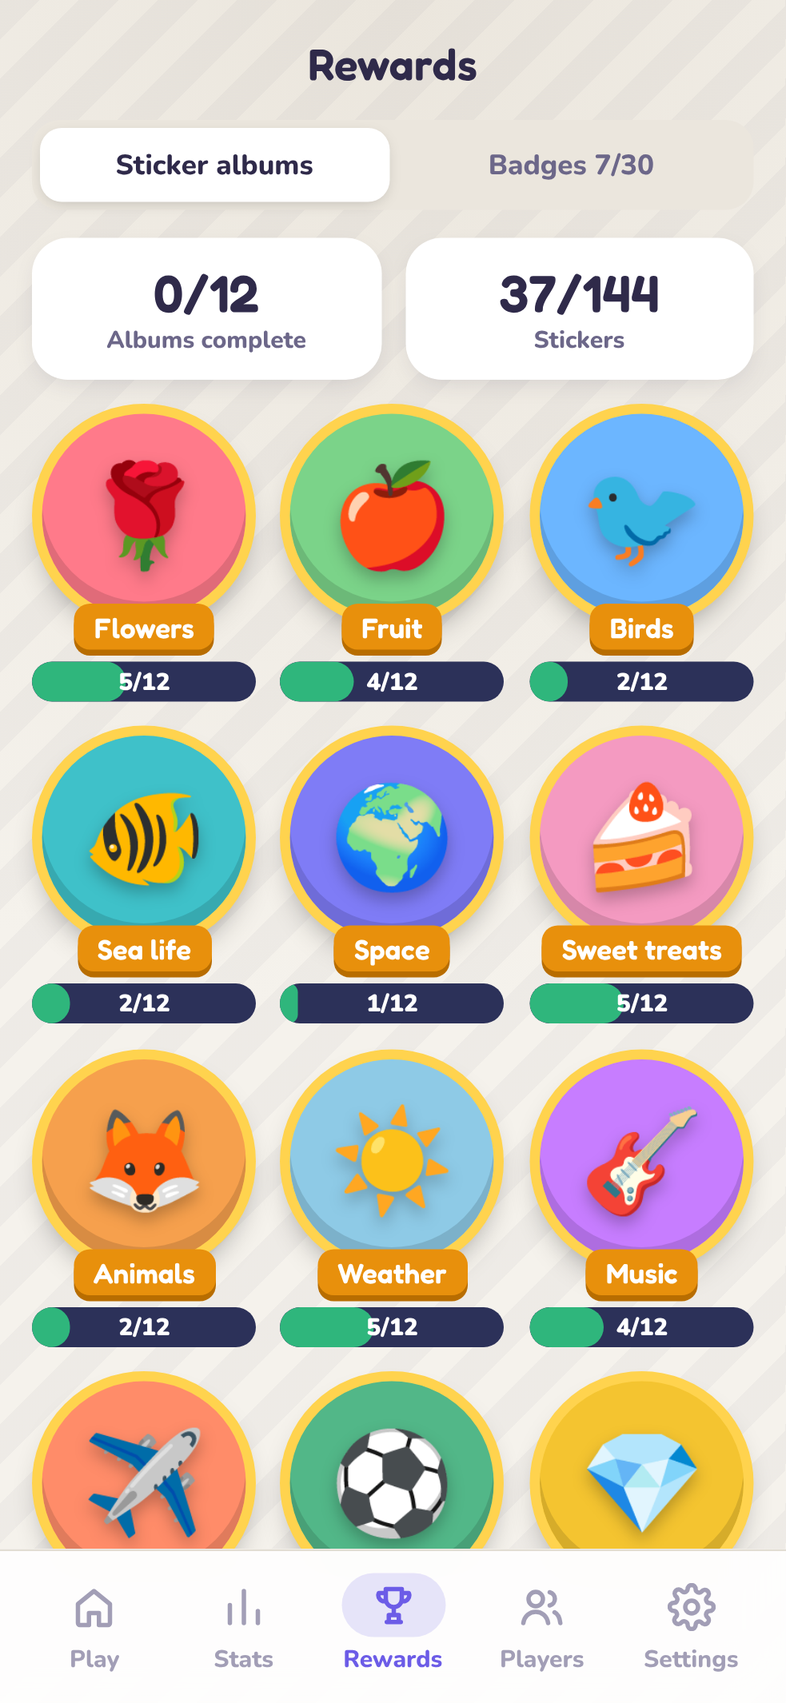 Rewards
Sticker albums
Badges 7/30
0/12
Albums complete
37/144
Stickers
Flowers
Fruit
Birds
5/12
4/12
2/12
Sea life
Space
Sweet treats
2/12
1/12
5/12
Animals
Weather
Music
2/12
5/12
4/12
Play
Stats
Rewards
Players
Settings